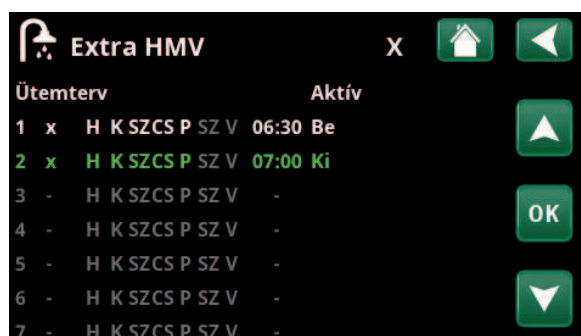 Extra HMV X
Ütemterv Aktív
1 x H K SZCS P SZ V 06:30 Be
2 x H K SZCS P SZ V 07:00 Ki
3 - H K SZCS P SZ V -
4 - H K SZCS P SZ V -
OK
5 - H K SZCS P SZ V -
6 - H K SZCS P SZ V -
7 - H K SZCS P SZ V -